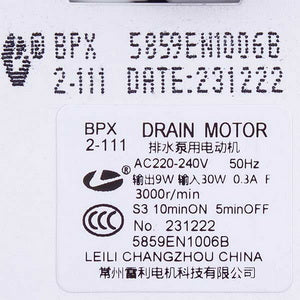 BPX 5859EN1006B
2-111 DATE:231222
BPX DRAIN MOTOR
2-111 排水泵用电动机
AC220-240V 50Hz
输出9W 输入30W 0.3A F
3000r/min
S3 10minON 5minOFF
No. 231222
5859EN1006B
LEILI CHANGZHOU CHINA
常州雷利电机科技有限公司